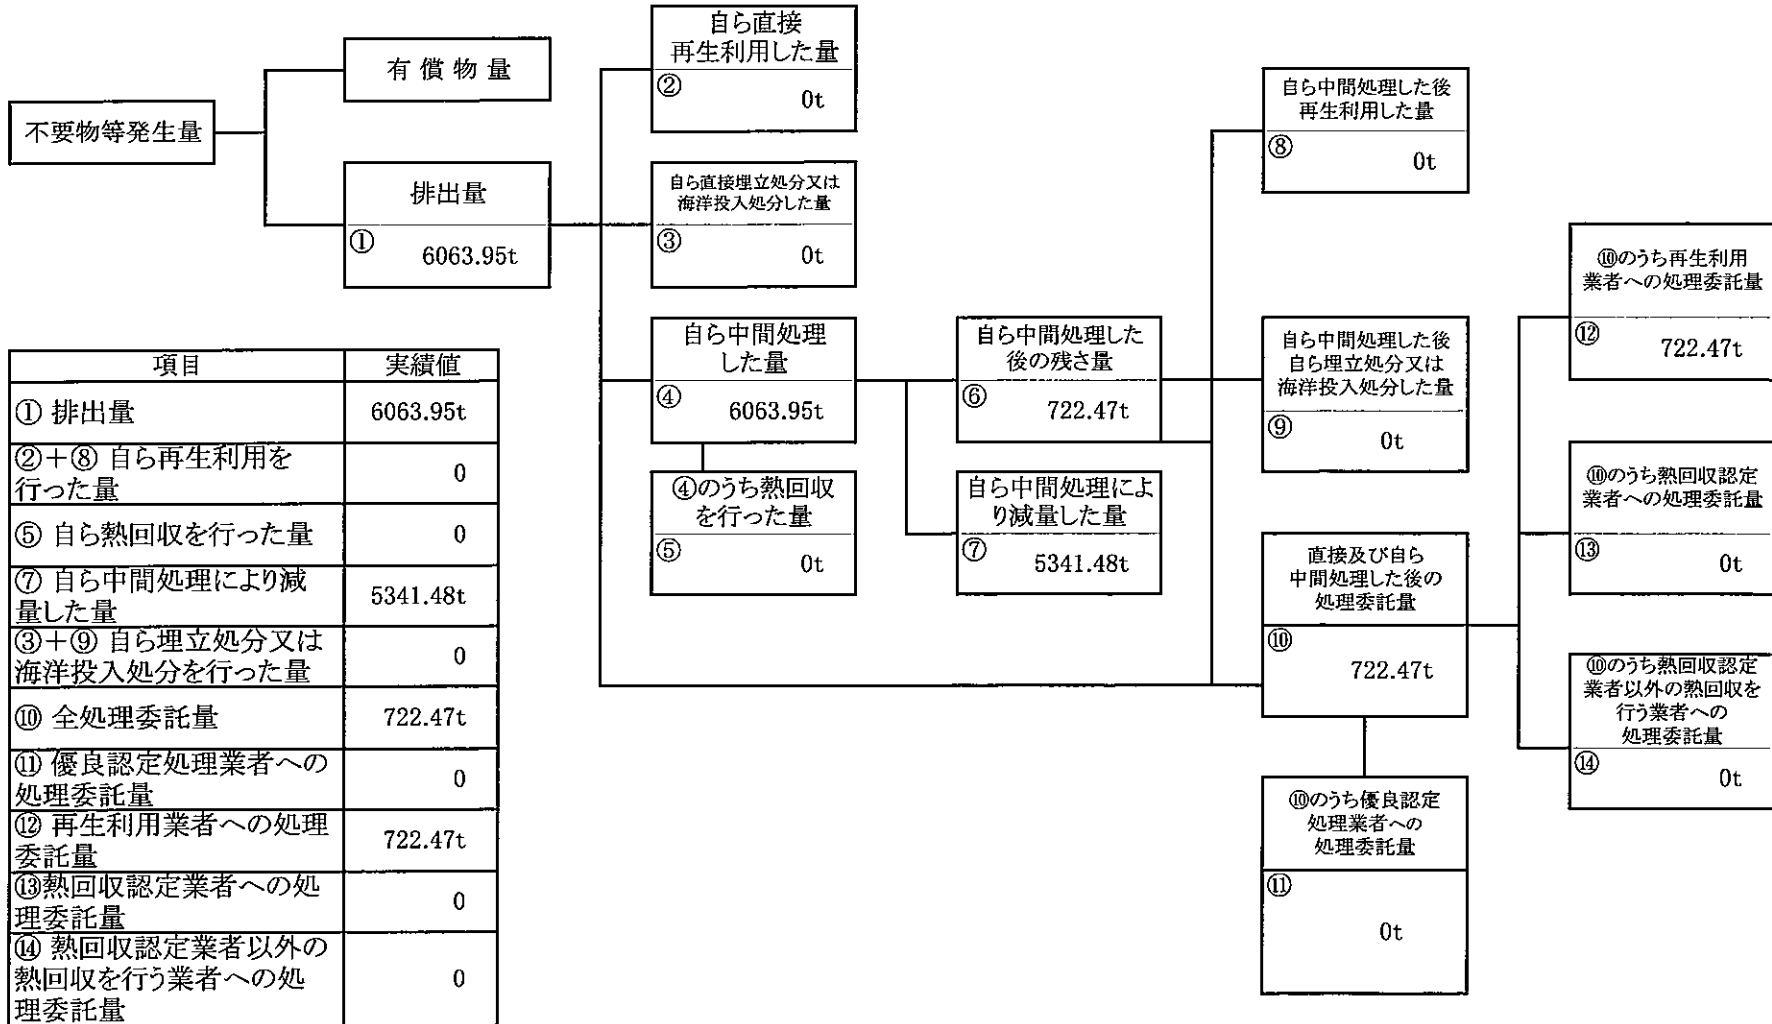 不要物等発生量
有償物量
排出量
① 6063.95t
自ら直接
再生利用した量
② 0t
自ら直接埋立処分又は
海洋投入処分した量
③ 0t
自ら中間処理
した量
④ 6063.95t
④のうち熱回収
を行った量
⑤ 0t
自ら中間処理した
後の残さ量
⑥ 722.47t
自ら中間処理によ
り減量した量
⑦ 5341.48t
自ら中間処理した後
再生利用した量
⑧ 0t
自ら中間処理した後
自ら埋立処分又は
海洋投入処分した量
⑨ 0t
直接及び自ら
中間処理した後の
処理委託量
⑩ 722.47t
⑩のうち優良認定
処理業者への
処理委託量
⑪ 0t
⑩のうち再生利用
業者への処理委託量
⑫ 722.47t
⑩のうち熱回収認定
業者への処理委託量
⑬ 0t
⑩のうち熱回収認定
業者以外の熱回収を
行う業者への
処理委託量
⑭ 0t
項目 実績値
① 排出量 6063.95t
②+⑧ 自ら再生利用を
行った量 0
⑤ 自ら熱回収を行った量 0
⑦ 自ら中間処理により減
量した量 5341.48t
③+⑨ 自ら埋立処分又は
海洋投入処分を行った量 0
⑩ 全処理委託量 722.47t
⑪ 優良認定処理業者への
処理委託量 0
⑫ 再生利用業者への処理
委託量 722.47t
⑬熱回収認定業者への処
理委託量 0
⑭ 熱回収認定業者以外の
熱回収を行う業者への処
理委託量 0